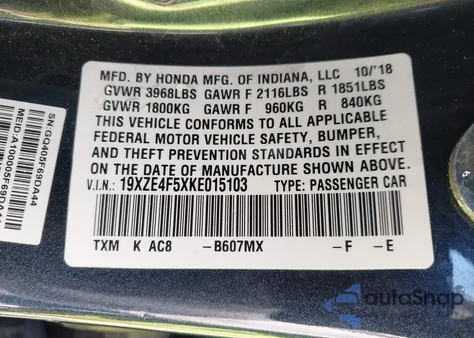 MFD. BY HONDA MFG. OF INDIANA, LLC 10/'18
GVWR 3968LBS GAWR F 2116LBS R 1851LBS
GVWR 1800KG GAWR F 960KG R 840KG
THIS VEHICLE CONFORMS TO ALL APPLICABLE
FEDERAL MOTOR VEHICLE SAFETY, BUMPER,
AND THEFT PREVENTION STANDARDS IN EFFECT
ON THE DATE OF MANUFACTURE SHOWN ABOVE.
V.I.N.: 19XZE4F5XKE015103 TYPE: PASSENGER CAR
TXM K AC8 -B607MX -F -E
SN:GQ405F69DA44
autoSnap